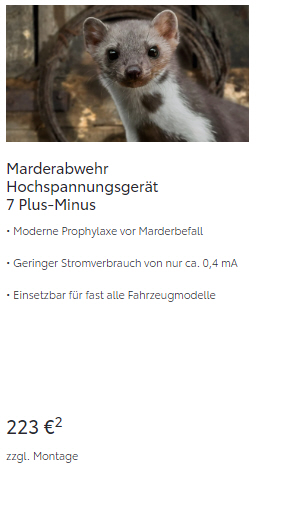 Marderabwehr
Hochspannungsgerät
7 Plus-Minus
• Moderne Prophylaxe vor Marderbefall
• Geringer Stromverbrauch von nur ca. 0,4 mA
• Einsetzbar für fast alle Fahrzeugmodelle
223 €²
zzgl. Montage